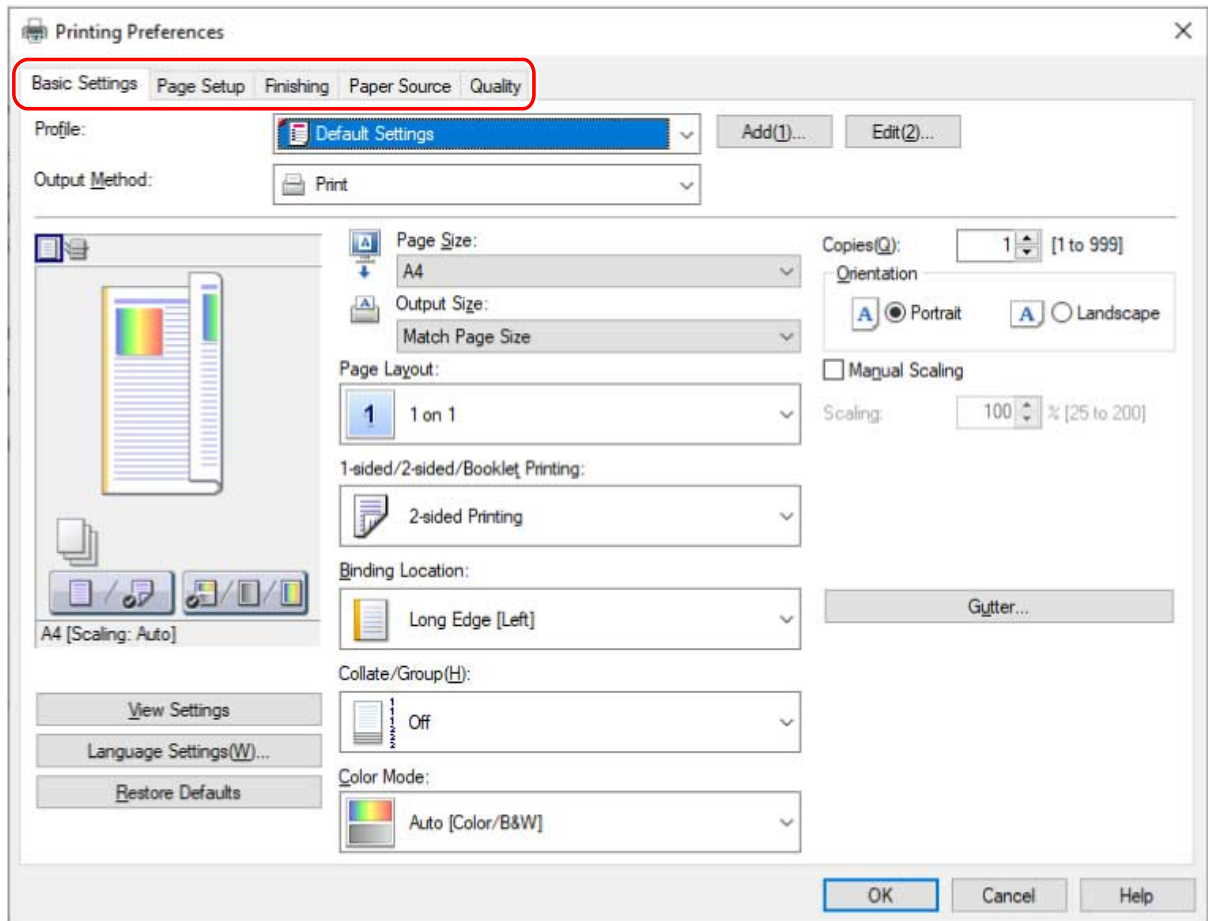 Printing Preferences
Basic Settings Page Setup Finishing Paper Source Quality
Profile: Default Settings Add(1)... Edit(2)...
Output Method: Print
Page Size:
A4
Output Size:
Match Page Size
Page Layout:
1 1 on 1
1-sided/2-sided/Booklet Printing:
2-sided Printing
Binding Location:
Long Edge [Left]
Collate/Group(H):
1 1 2 2 Off
Color Mode:
Auto [Color/B&W]
Copies(Q): 1 [1 to 999]
Orientation
A Portrait A Landscape
Manual Scaling
Scaling: 100 % [25 to 200]
Gutter...
A4 [Scaling: Auto]
View Settings
Language Settings(W)...
Restore Defaults
OK Cancel Help